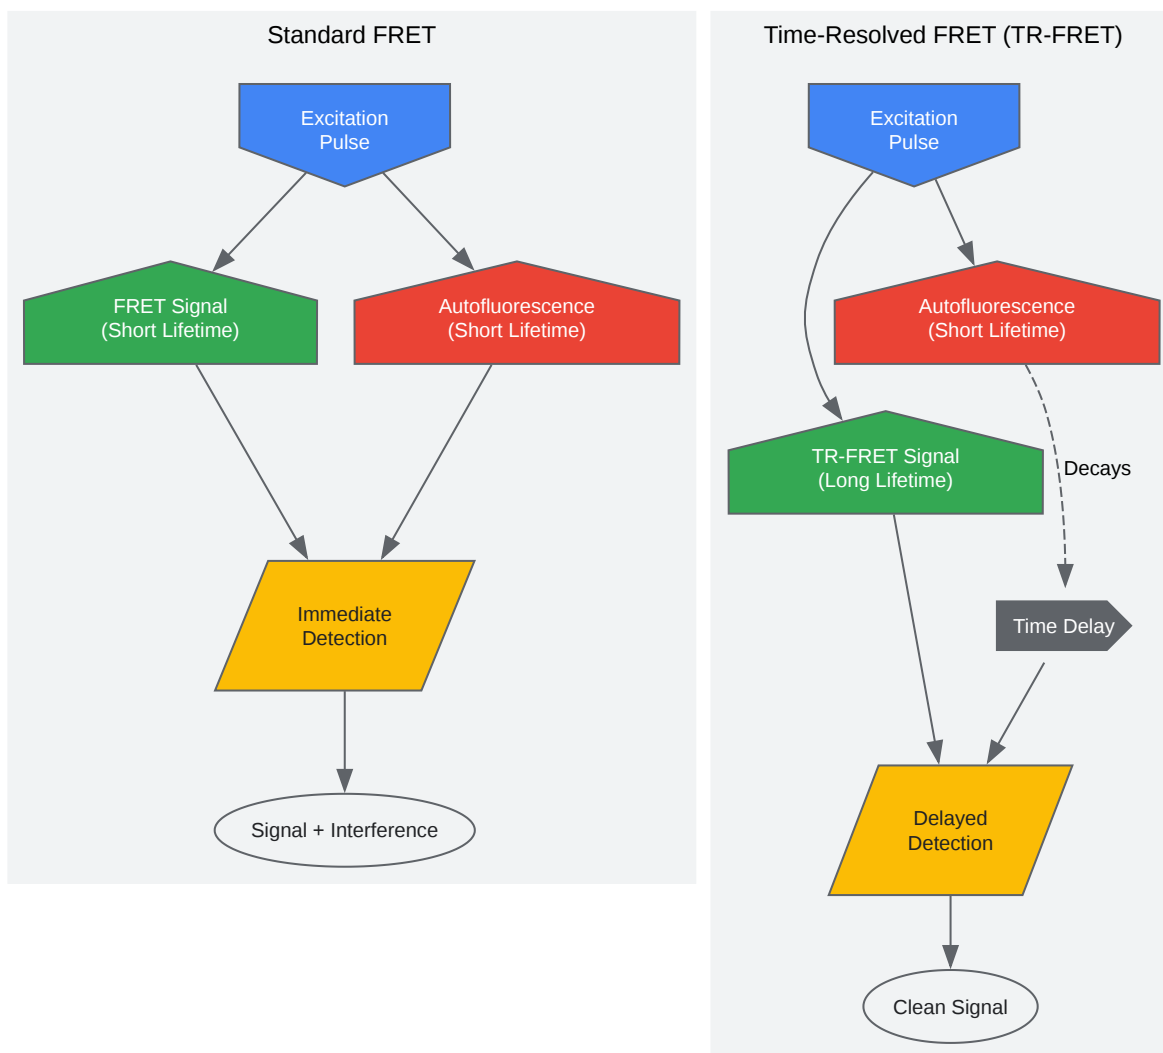 Standard FRET
Excitation
Pulse
FRET Signal
(Short Lifetime)
Autofluorescence
(Short Lifetime)
Immediate
Detection
Signal + Interference
Time-Resolved FRET (TR-FRET)
Excitation
Pulse
Autofluorescence
(Short Lifetime)
TR-FRET Signal
(Long Lifetime)
Decays
Time Delay
Delayed
Detection
Clean Signal